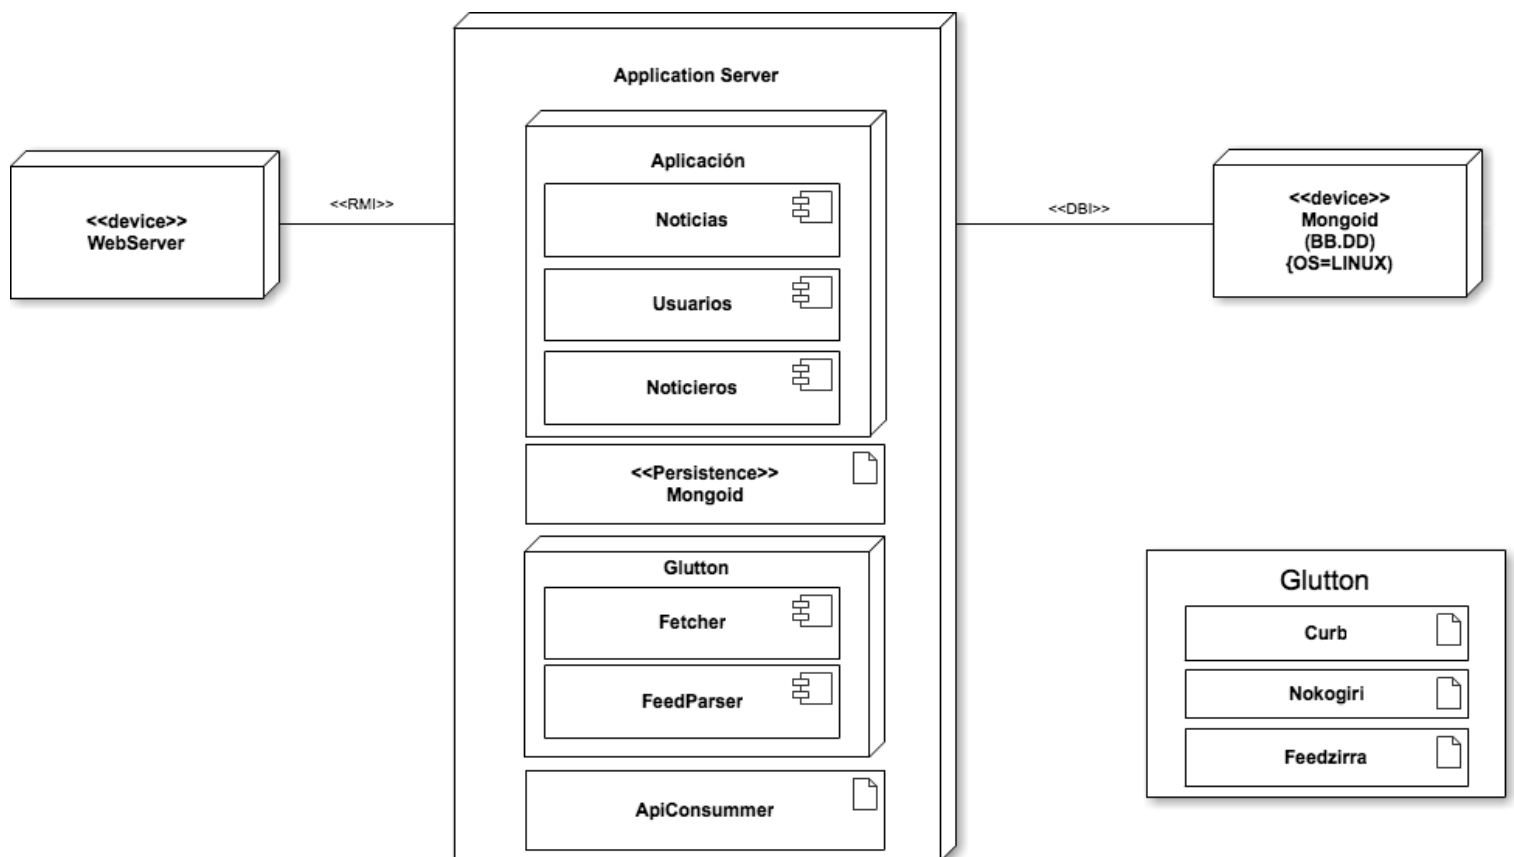 Application Server
Aplicación
Noticias
Usuarios
Noticieros
<<Persistence>>
Mongoid
Glutton
Fetcher
FeedParser
ApiConsummer
<<device>>
WebServer
<<RMI>>
<<DBI>>
<<device>>
Mongoid
(BB.DD)
{OS=LINUX)
Glutton
Curb
Nokogiri
Feedzirra